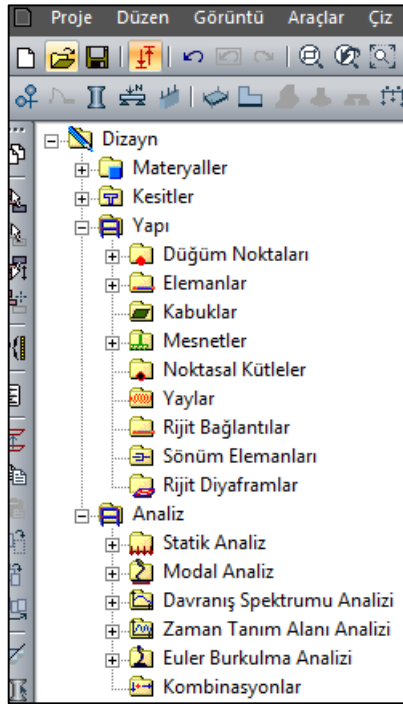 Proje Düzen Görüntü Araçlar Çiz
Dizayn
Materyaller
Kesitler
Yapı
Düğüm Noktaları
Elemanlar
Kabuklar
Mesnetler
Noktasal Kütleler
Yaylar
Rijit Bağlantılar
Sönüm Elemanları
Rijit Diyaframlar
Analiz
Statik Analiz
Modal Analiz
Davranış Spektrumu Analizi
Zaman Tanım Alanı Analizi
Euler Burkulma Analizi
Kombinasyonlar